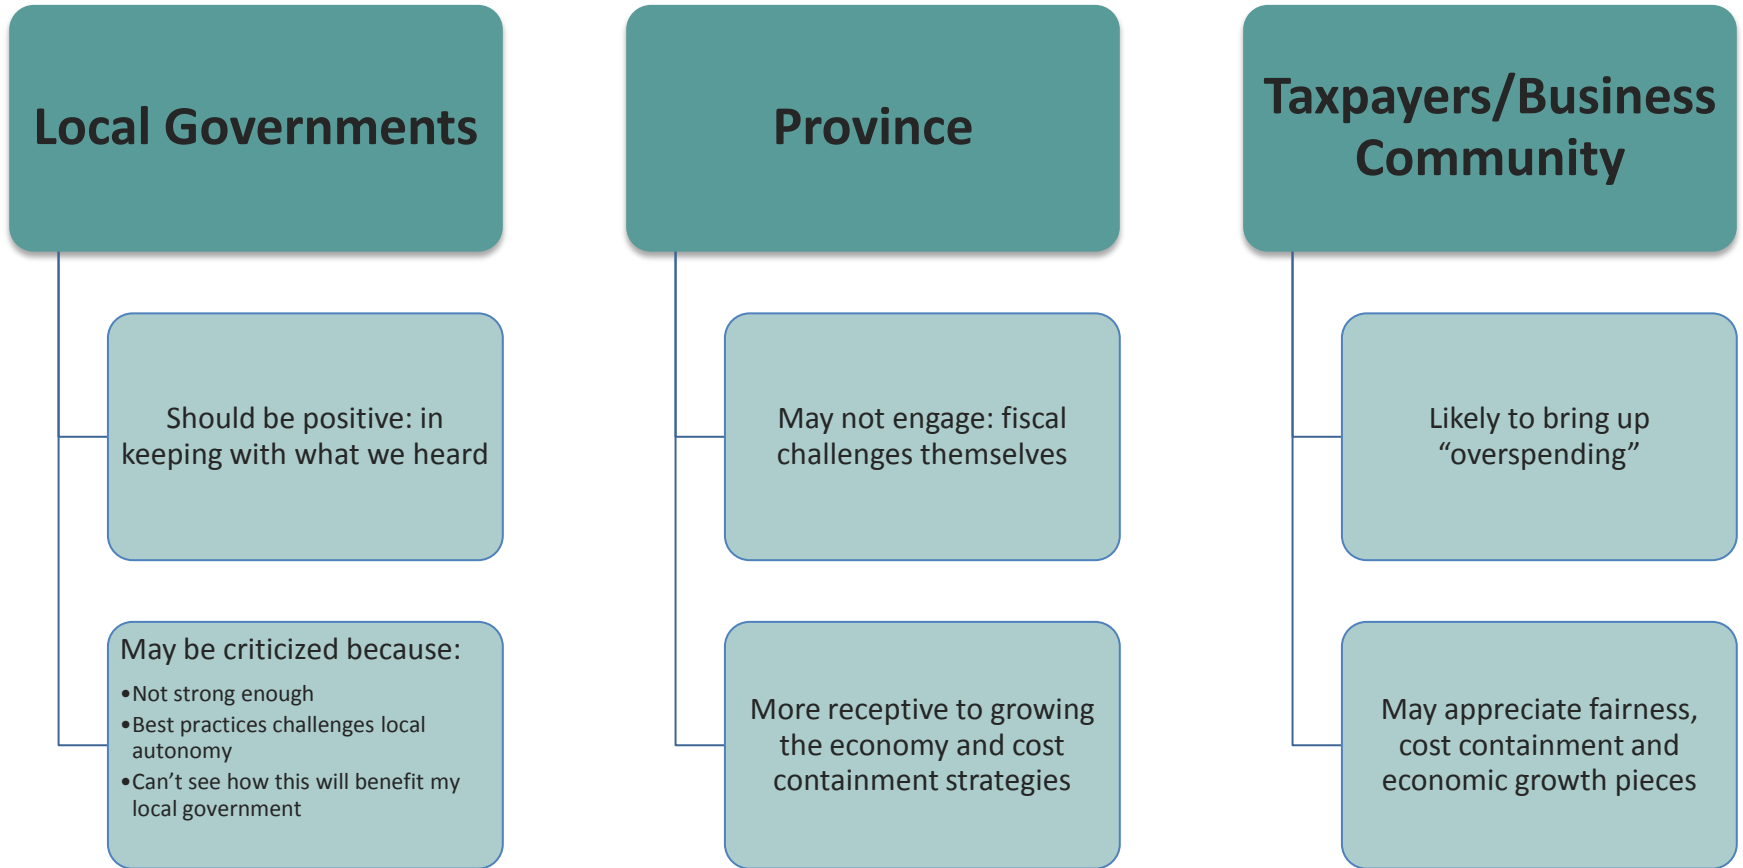 Local Governments
Should be positive: in
keeping with what we heard
May be criticized because:
•Not strong enough
•Best practices challenges local
autonomy
•Can’t see how this will benefit my
local government
Province
May not engage: fiscal
challenges themselves
More receptive to growing
the economy and cost
containment strategies
Taxpayers/Business
Community
Likely to bring up
“overspending”
May appreciate fairness,
cost containment and
economic growth pieces